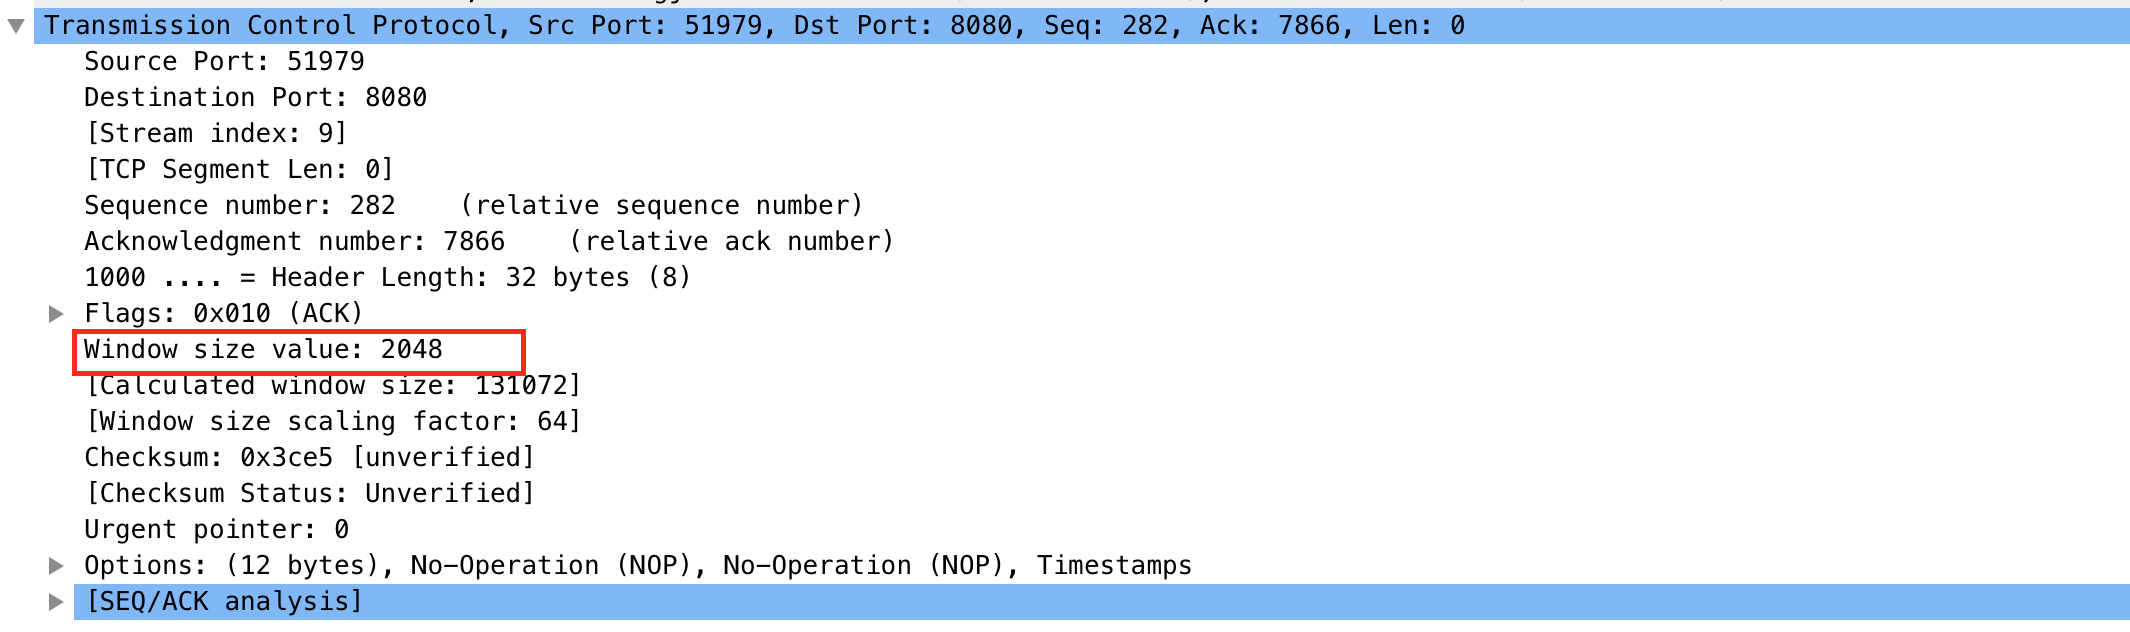 Transmission Control Protocol, Src Port: 51979, Dst Port: 8080, Seq: 282, Ack: 7866, Len: 0
Source Port: 51979
Destination Port: 8080
[Stream index: 9]
[TCP Segment Len: 0]
Sequence number: 282    (relative sequence number)
Acknowledgment number: 7866    (relative ack number)
1000 .... = Header Length: 32 bytes (8)
Flags: 0x010 (ACK)
Window size value: 2048
[Calculated window size: 131072]
[Window size scaling factor: 64]
Checksum: 0x3ce5 [unverified]
[Checksum Status: Unverified]
Urgent pointer: 0
Options: (12 bytes), No-Operation (NOP), No-Operation (NOP), Timestamps
[SEQ/ACK analysis]